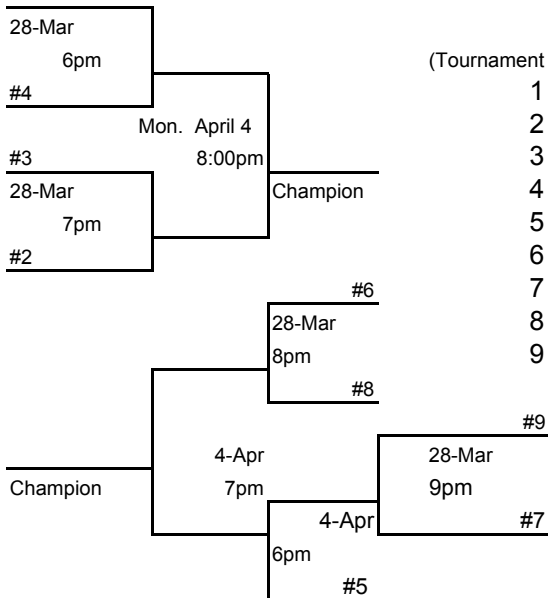 28-Mar
6pm
(Tournament
#4
1
2
Mon. April 4
#3
8:00pm
3
28-Mar
Champion
4
7pm
5
#2
6
#6
7
28-Mar
8
8pm
9
#8
#9
4-Apr
28-Mar
Champion
7pm
9pm
4-Apr
#7
6pm
#5